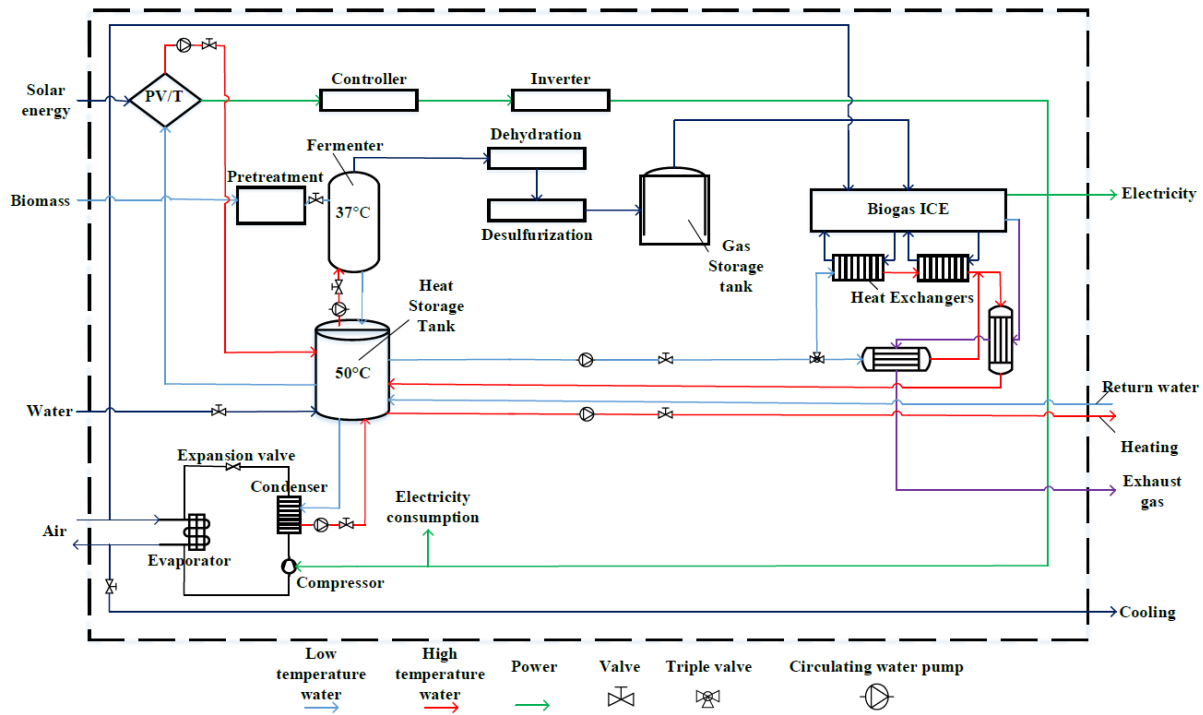 Solar
energy
PV/T
Controller
Inverter
Fermenter
Dehydration
Pretreatment
Biomass
37°C
Desulfurization
Gas
Storage
tank
Biogas ICE
Electricity
Heat Exchangers
Heat
Storage
Tank
50°C
Water
Return water
Heating
Expansion valve
Condenser
Electricity
consumption
Exhaust
gas
Air
Evaporator
Compressor
Cooling
Low
temperature
water
High
temperature
water
Power
Valve
Triple valve
Circulating water pump